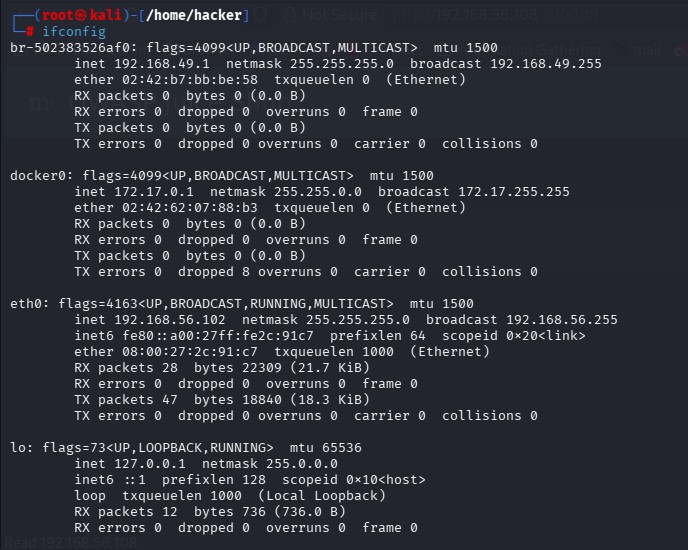 ┌──(root㉿kali)-[/home/hacker]
└─# ifconfig
br-502383526af0: flags=4099<UP,BROADCAST,MULTICAST>  mtu 1500
        inet 192.168.49.1  netmask 255.255.255.0  broadcast 192.168.49.255
        ether 02:42:b7:bb:be:58  txqueuelen 0  (Ethernet)
        RX packets 0  bytes 0 (0.0 B)
        RX errors 0  dropped 0  overruns 0  frame 0
        TX packets 0  bytes 0 (0.0 B)
        TX errors 0  dropped 0 overruns 0  carrier 0  collisions 0

docker0: flags=4099<UP,BROADCAST,MULTICAST>  mtu 1500
        inet 172.17.0.1  netmask 255.255.0.0  broadcast 172.17.255.255
        ether 02:42:62:07:88:b3  txqueuelen 0  (Ethernet)
        RX packets 0  bytes 0 (0.0 B)
        RX errors 0  dropped 0  overruns 0  frame 0
        TX packets 0  bytes 0 (0.0 B)
        TX errors 0  dropped 8 overruns 0  carrier 0  collisions 0

eth0: flags=4163<UP,BROADCAST,RUNNING,MULTICAST>  mtu 1500
        inet 192.168.56.102  netmask 255.255.255.0  broadcast 192.168.56.255
        inet6 fe80::a00:27ff:fe2c:91c7  prefixlen 64  scopeid 0×20<link>
        ether 08:00:27:2c:91:c7  txqueuelen 1000  (Ethernet)
        RX packets 28  bytes 22309 (21.7 KiB)
        RX errors 0  dropped 0  overruns 0  frame 0
        TX packets 47  bytes 18840 (18.3 KiB)
        TX errors 0  dropped 0 overruns 0  carrier 0  collisions 0

lo: flags=73<UP,LOOPBACK,RUNNING>  mtu 65536
        inet 127.0.0.1  netmask 255.0.0.0
        inet6 ::1  prefixlen 128  scopeid 0×10<host>
        loop  txqueuelen 1000  (Local Loopback)
        RX packets 12  bytes 736 (736.0 B)
        RX errors 0  dropped 0  overruns 0  frame 0
Read 192.168.56.108